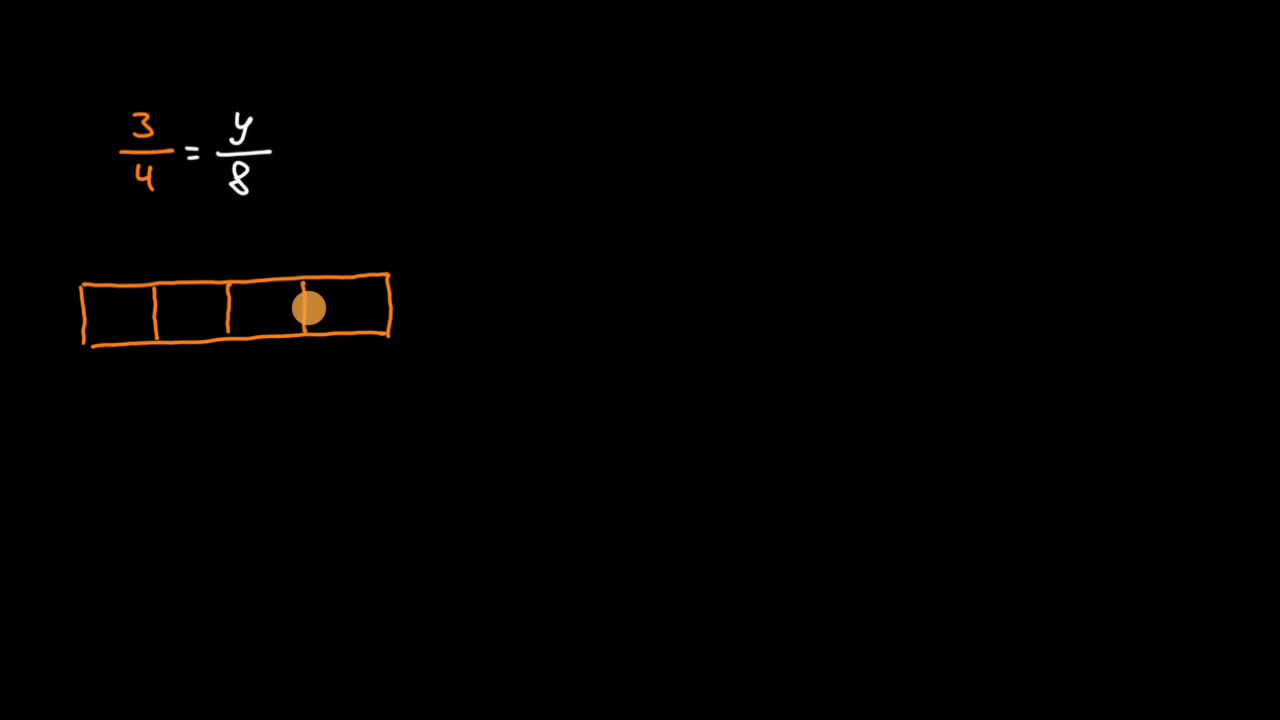 3/4 = y/8